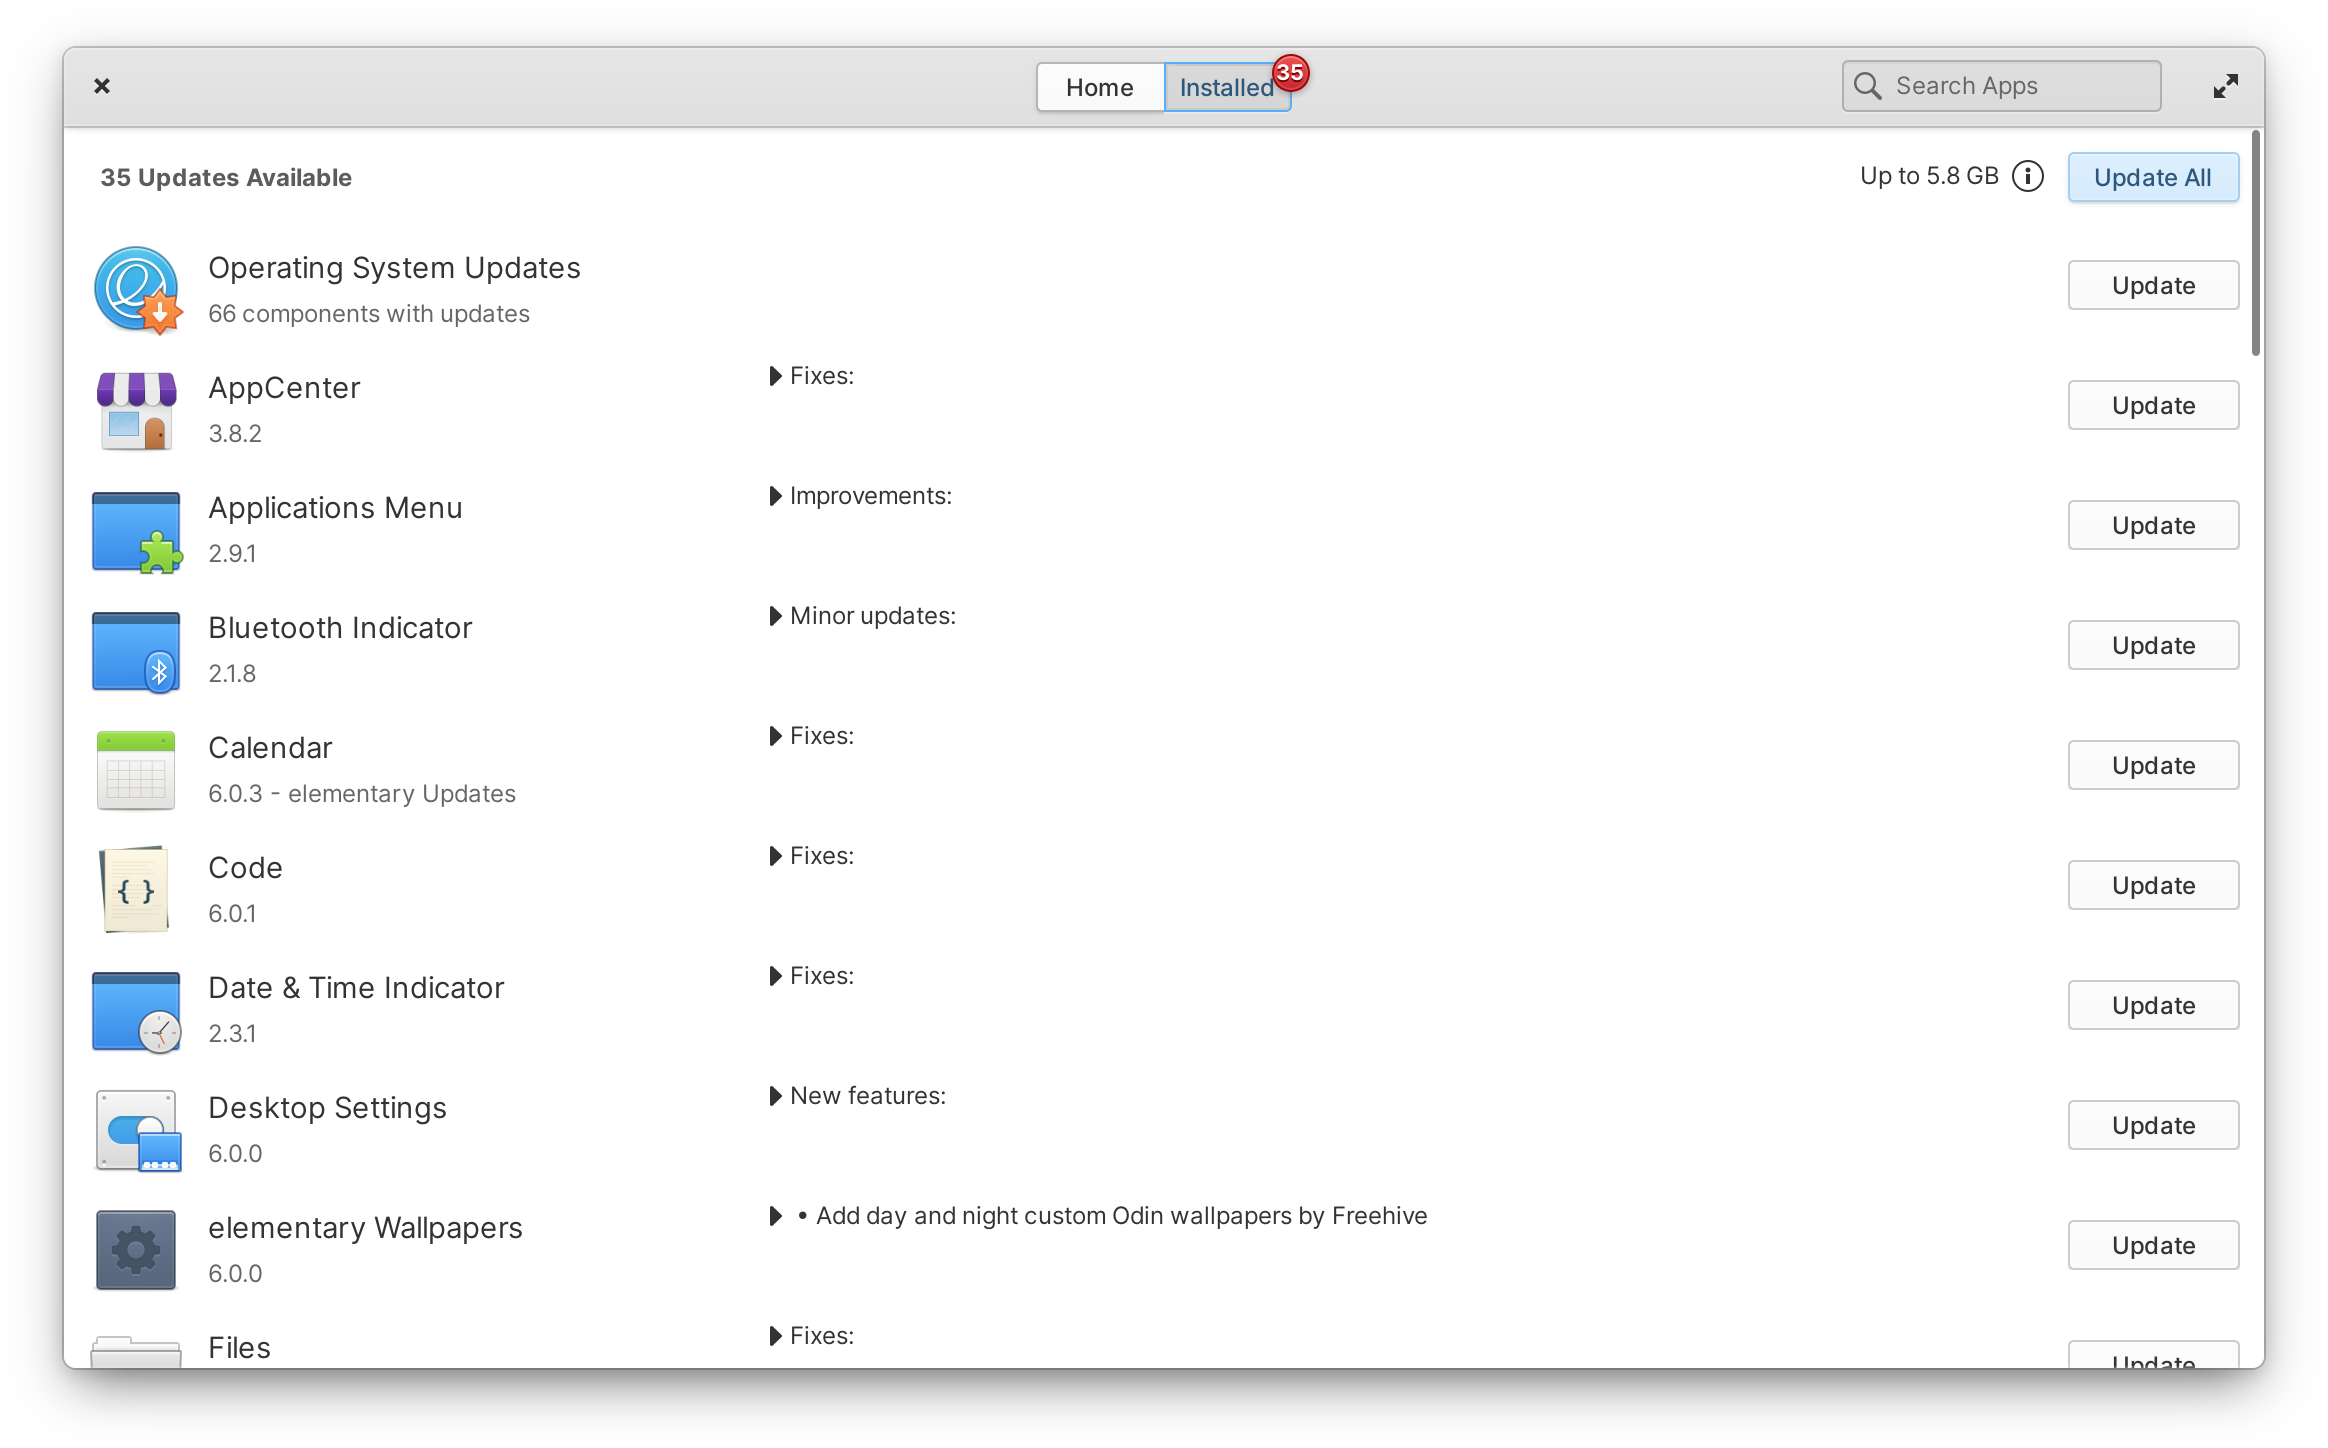 Home
Installed
35
Search Apps
35 Updates Available
Up to 5.8 GB
Update All
Operating System Updates
66 components with updates
Update
AppCenter
3.8.2
Fixes:
Update
Applications Menu
2.9.1
Improvements:
Update
Bluetooth Indicator
2.1.8
Minor updates:
Update
Calendar
6.0.3 - elementary Updates
Fixes:
Update
Code
6.0.1
Fixes:
Update
Date & Time Indicator
2.3.1
Fixes:
Update
Desktop Settings
6.0.0
New features:
Update
elementary Wallpapers
6.0.0
• Add day and night custom Odin wallpapers by Freehive
Update
Files
Fixes:
Update